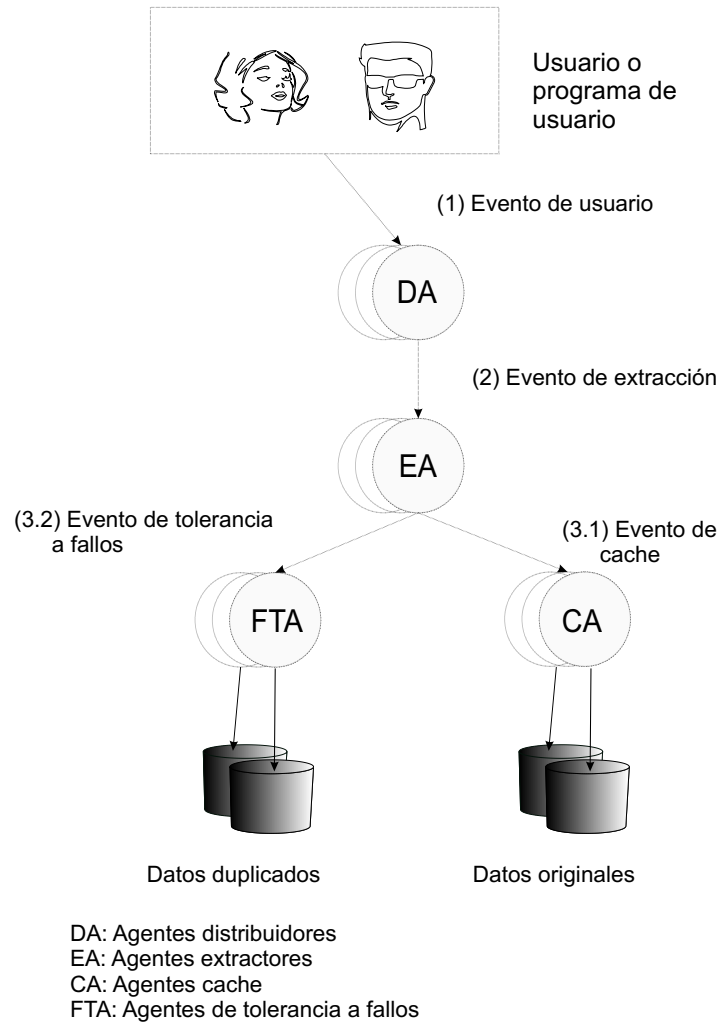 Usuario o
programa de
usuario
(1) Evento de usuario
DA
(2) Evento de extracción
EA
(3.2) Evento de tolerancia
a fallos
(3.1) Evento de
cache
FTA
CA
Datos duplicados
Datos originales
DA: Agentes distribuidores
EA: Agentes extractores
CA: Agentes cache
FTA: Agentes de tolerancia a fallos